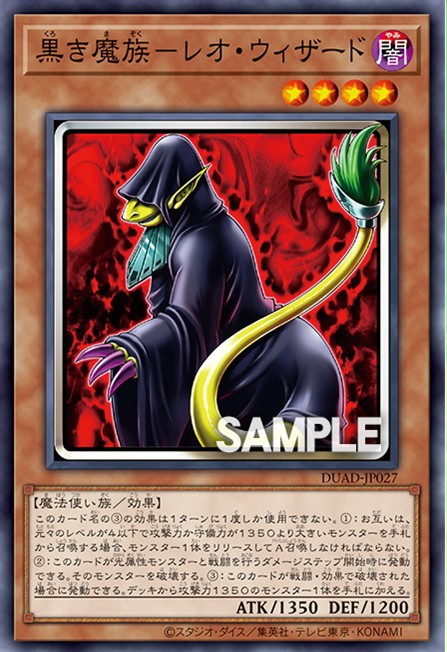 黒き魔族－レオ・ウィザード
闇
SAMPLE
DUAD-JP027
【魔法使い族／効果】
このカード名の③の効果は１ターンに１度しか使用できない。①：お互いは、
元々のレベルが４以下で攻撃力か守備力が１３５０より大きいモンスターを手札
から召喚する場合、モンスター１体をリリースしてＡ召喚しなければならない。
②：このカードが光属性モンスターと戦闘を行うダメージステップ開始時に発動
できる。そのモンスターを破壊する。③：このカードが戦闘・効果で破壊された
場合に発動できる。デッキから攻撃力１３５０のモンスター１体を手札に加える。
ATK/1350 DEF/1200
©スタジオ・ダイス／集英社・テレビ東京・KONAMI